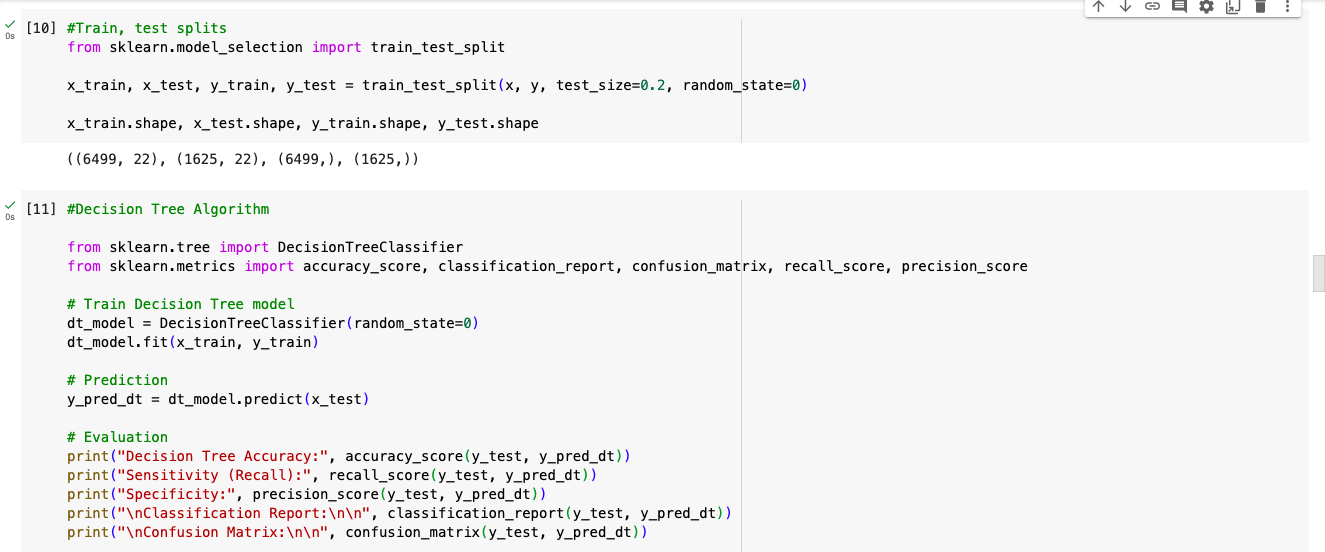 [10] #Train, test splits
0s
from sklearn.model_selection import train_test_split
x_train, x_test, y_train, y_test = train_test_split(x, y, test_size=0.2, random_state=0)
x_train.shape, x_test.shape, y_train.shape, y_test.shape
((6499, 22), (1625, 22), (6499,), (1625,))
[11] #Decision Tree Algorithm
0s
from sklearn.tree import DecisionTreeClassifier
from sklearn.metrics import accuracy_score, classification_report, confusion_matrix, recall_score, precision_score
# Train Decision Tree model
dt_model = DecisionTreeClassifier(random_state=0)
dt_model.fit(x_train, y_train)
# Prediction
y_pred_dt = dt_model.predict(x_test)
# Evaluation
print("Decision Tree Accuracy:", accuracy_score(y_test, y_pred_dt))
print("Sensitivity (Recall):", recall_score(y_test, y_pred_dt))
print("Specificity:", precision_score(y_test, y_pred_dt))
print("\nClassification Report:\n\n", classification_report(y_test, y_pred_dt))
print("\nConfusion Matrix:\n\n", confusion_matrix(y_test, y_pred_dt))